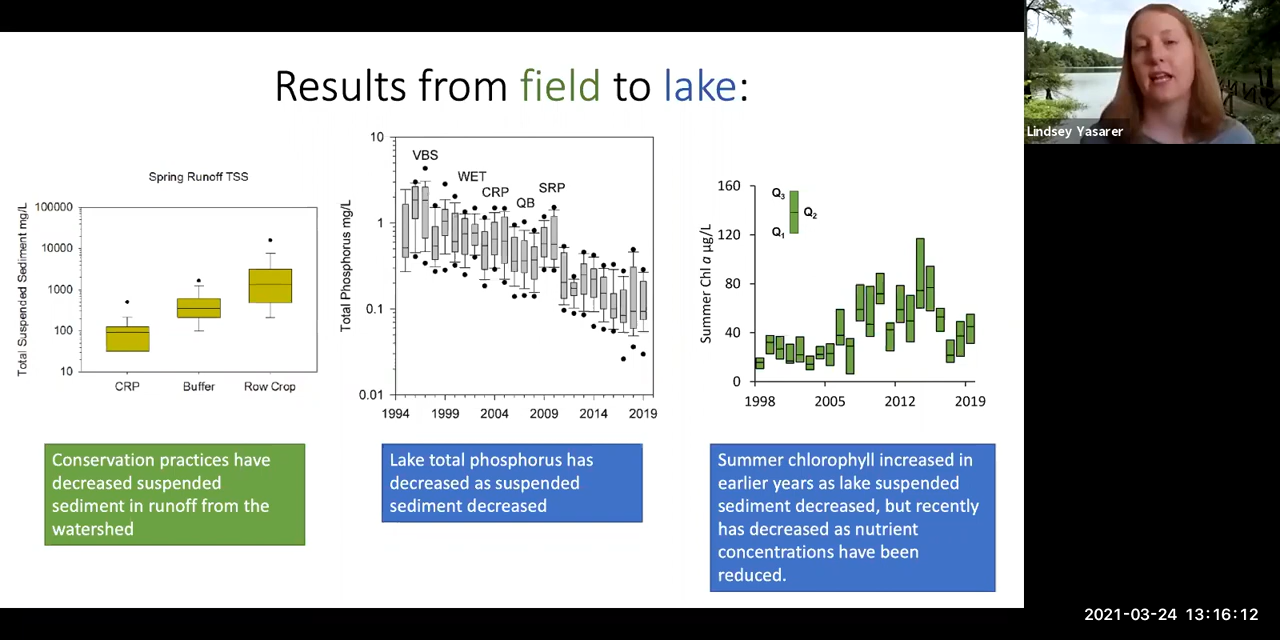 Results from field to lake:
Lindsey Yasarer
Spring Runoff TSS
Total Suspended Sediment mg/L
100000
10000
1000
100
10
CRP Buffer Row Crop
Total Phosphorus mg/L
10
1
0.1
0.01
VBS
WET
CRP
QB
SRP
1994 1999 2004 2009 2014 2019
Summer Chl a µg/L
160
120
80
40
0
Q3
Q2
Q1
1998 2005 2012 2019
Conservation practices have
decreased suspended
sediment in runoff from the
watershed
Lake total phosphorus has
decreased as suspended
sediment decreased
Summer chlorophyll increased in
earlier years as lake suspended
sediment decreased, but recently
has decreased as nutrient
concentrations have been
reduced.
2021-03-24 13:16:12